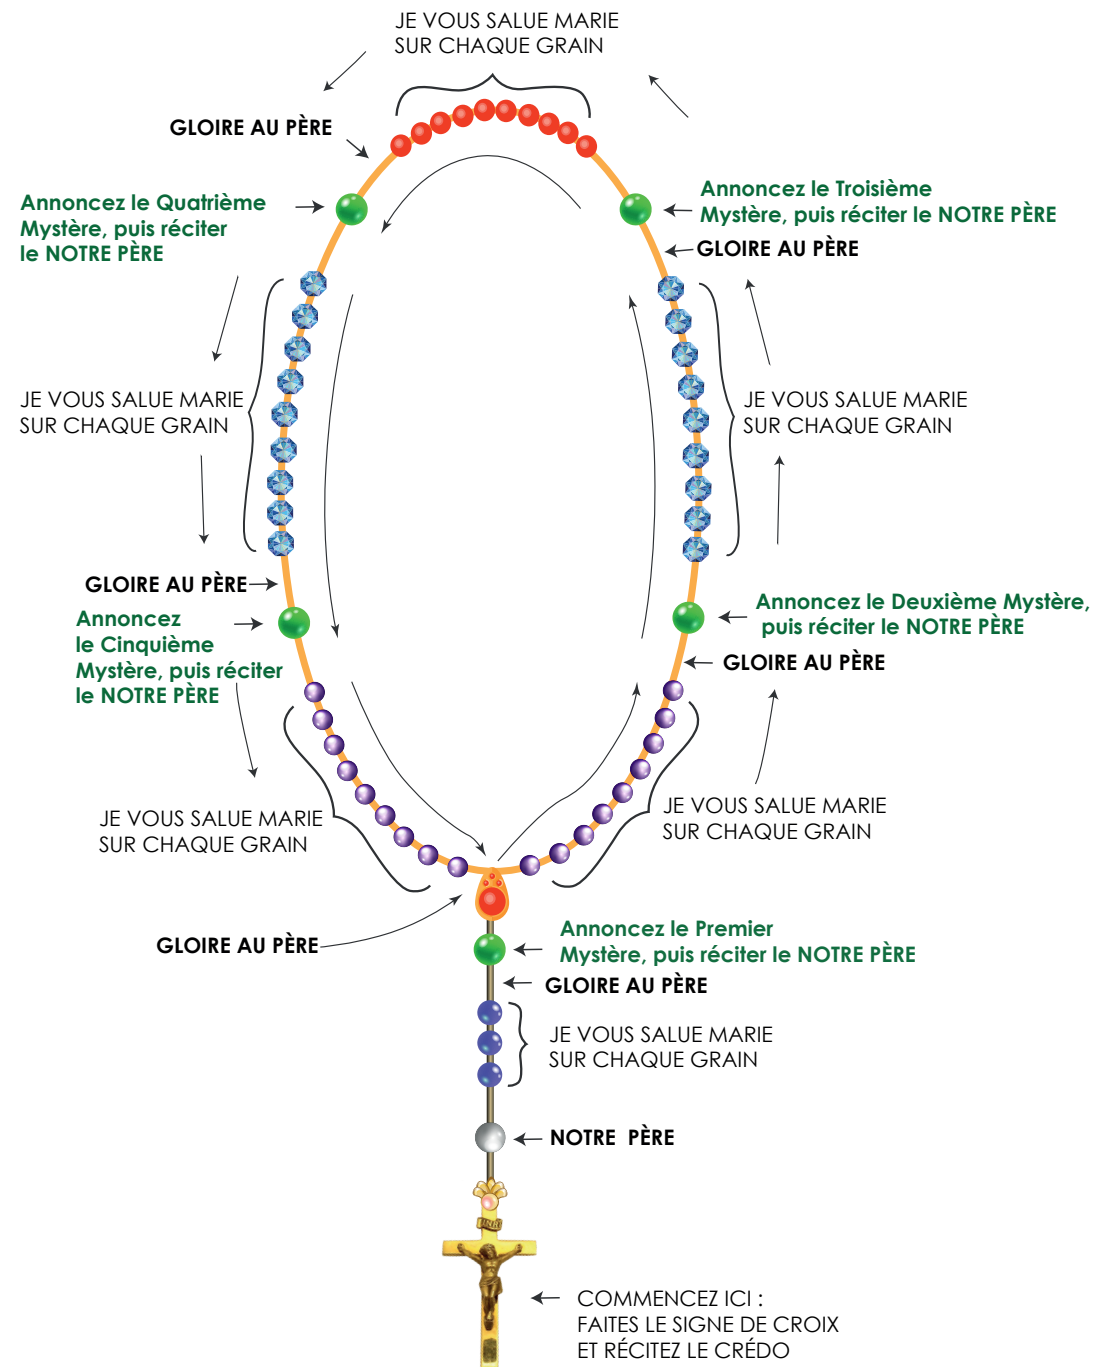 JE VOUS SALUE MARIE
SUR CHAQUE GRAIN
GLOIRE AU PÈRE
Annoncez le Quatrième
Mystère, puis réciter
le NOTRE PÈRE
Annoncez le Troisième
Mystère, puis réciter le NOTRE PÈRE
GLOIRE AU PÈRE
JE VOUS SALUE MARIE
SUR CHAQUE GRAIN
JE VOUS SALUE MARIE
SUR CHAQUE GRAIN
GLOIRE AU PÈRE
Annoncez
le Cinquième
Mystère, puis réciter
le NOTRE PÈRE
Annoncez le Deuxième Mystère,
puis réciter le NOTRE PÈRE
GLOIRE AU PÈRE
JE VOUS SALUE MARIE
SUR CHAQUE GRAIN
JE VOUS SALUE MARIE
SUR CHAQUE GRAIN
GLOIRE AU PÈRE
Annoncez le Premier
Mystère, puis réciter le NOTRE PÈRE
GLOIRE AU PÈRE
JE VOUS SALUE MARIE
SUR CHAQUE GRAIN
NOTRE PÈRE
INRI
COMMENCEZ ICI :
FAITES LE SIGNE DE CROIX
ET RÉCITEZ LE CRÉDO